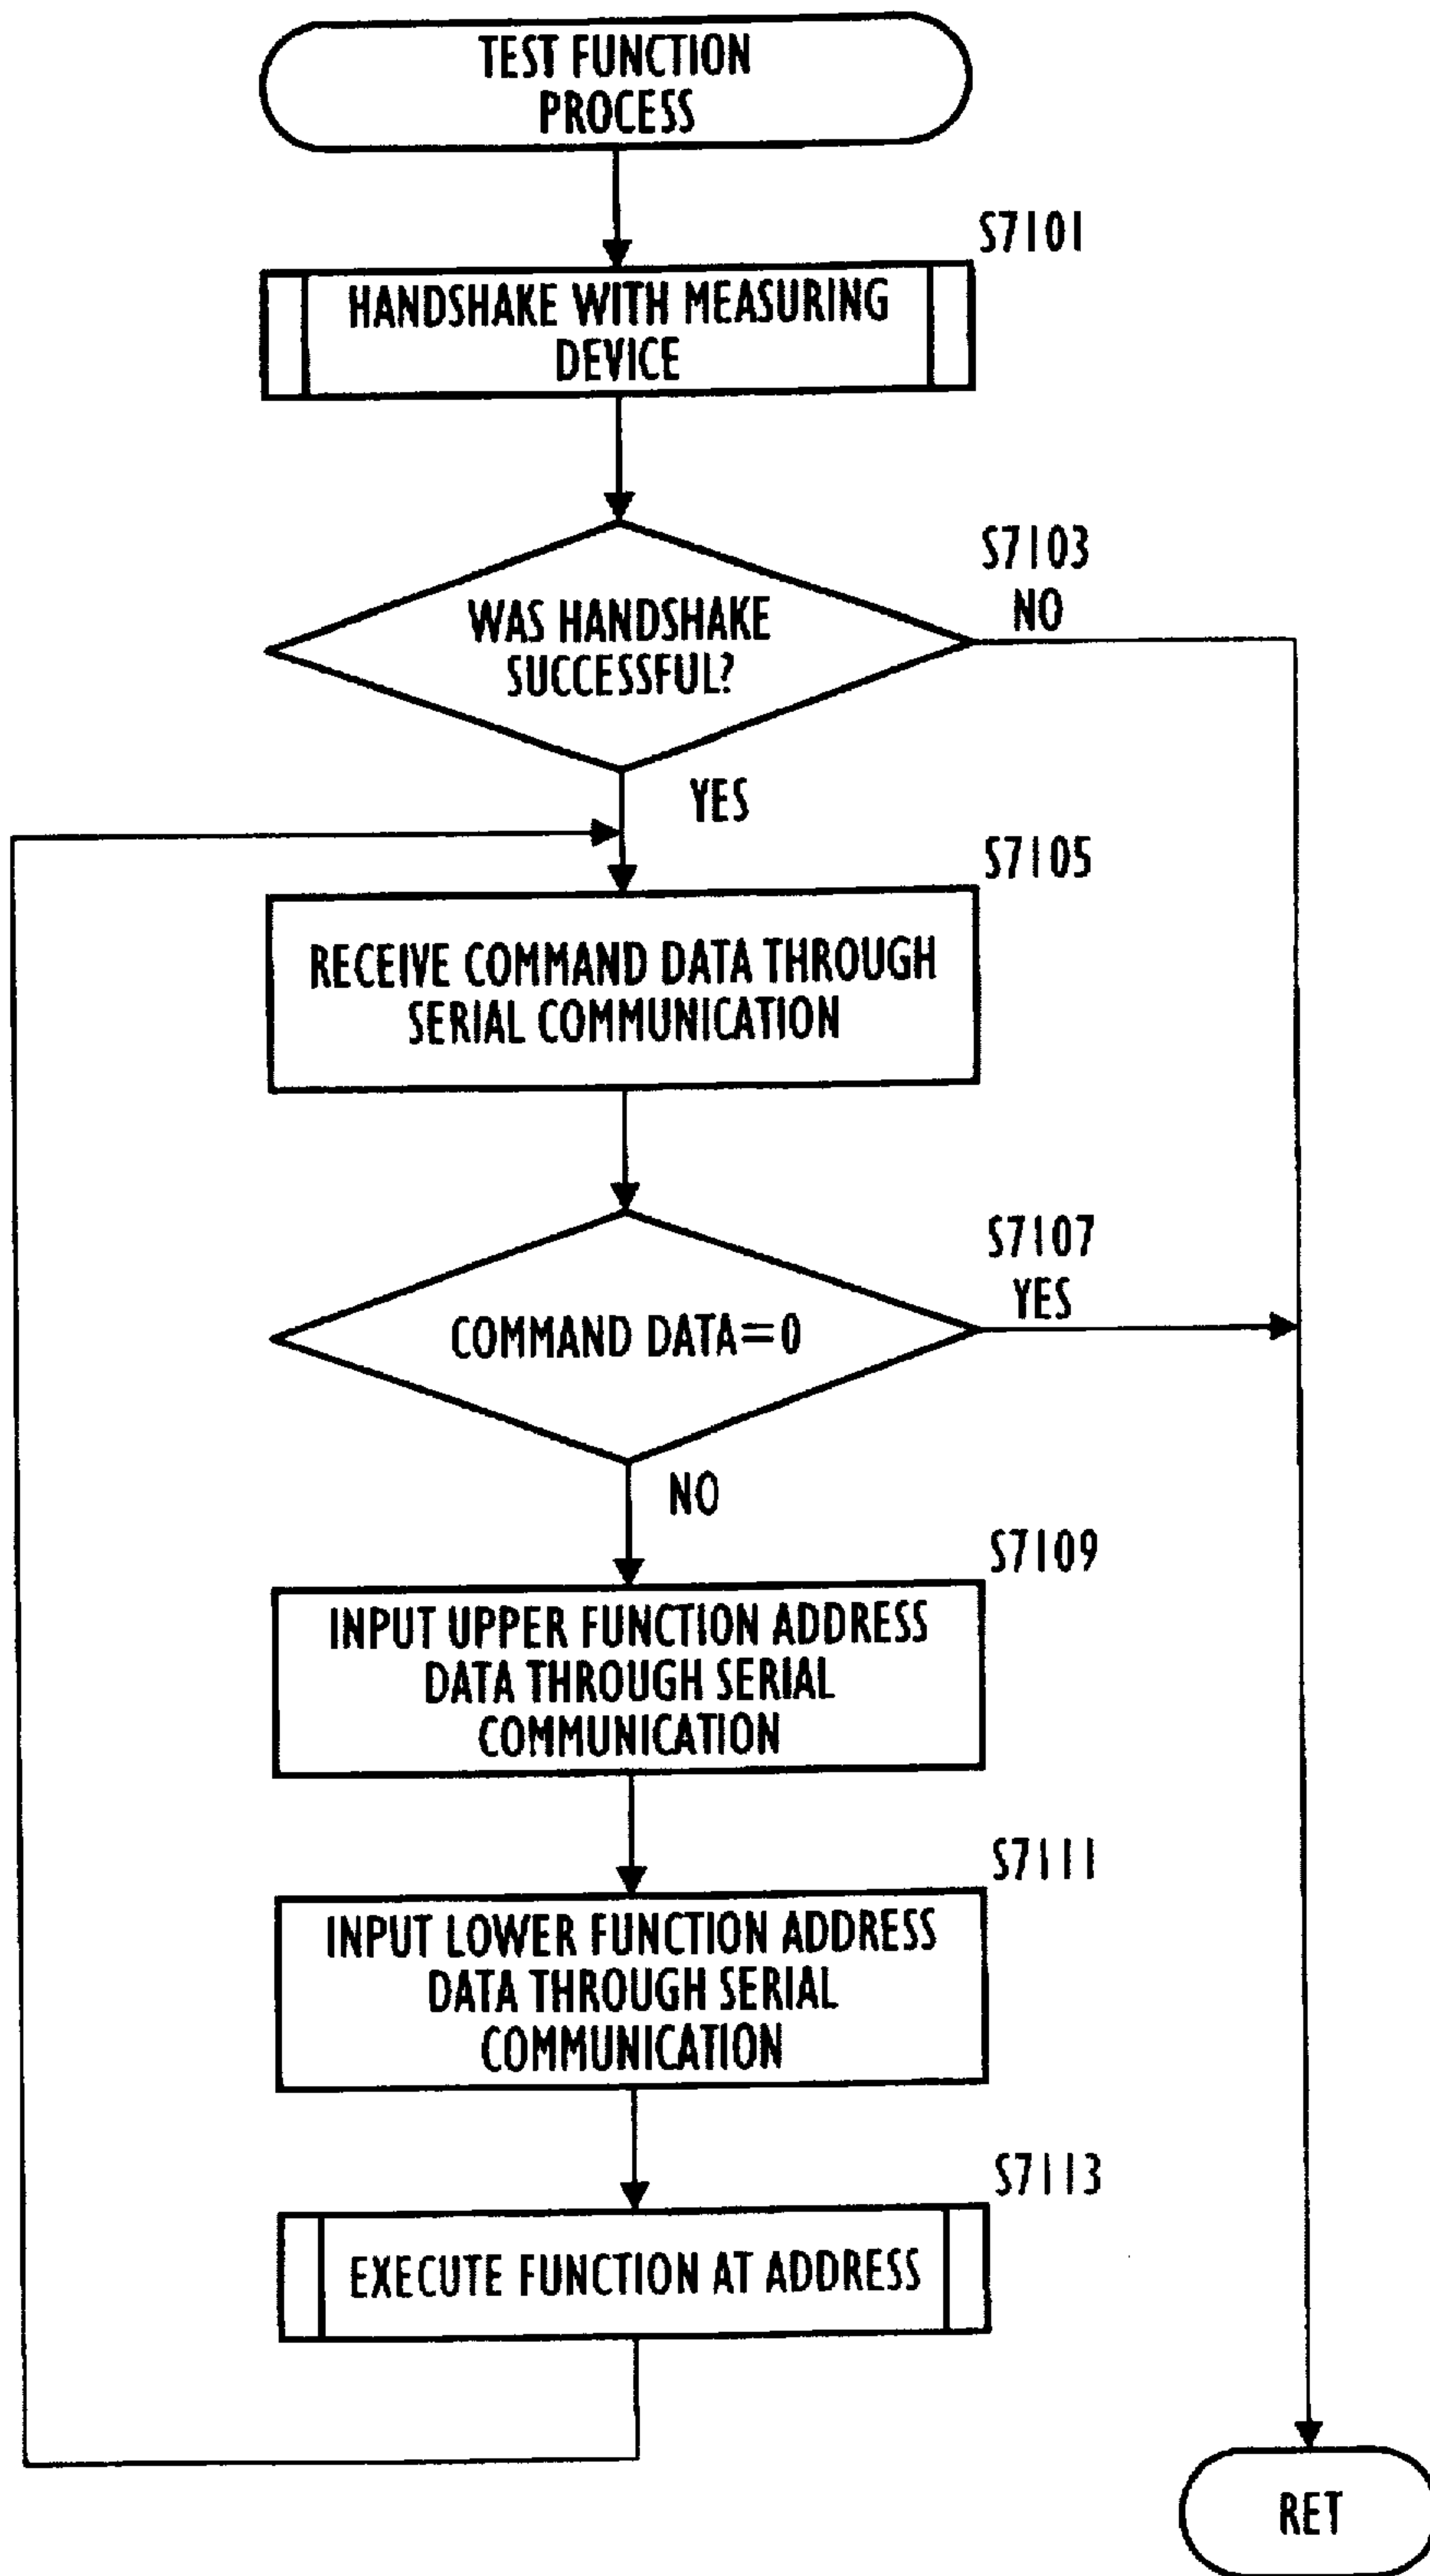 TEST FUNCTION
PROCESS
S7101
HANDSHAKE WITH MEASURING
DEVICE
S7103
NO
WAS HANDSHAKE
SUCCESSFUL?
YES
S7105
RECEIVE COMMAND DATA THROUGH
SERIAL COMMUNICATION
S7107
YES
COMMAND DATA=0
NO
S7109
INPUT UPPER FUNCTION ADDRESS
DATA THROUGH SERIAL
COMMUNICATION
S7111
INPUT LOWER FUNCTION ADDRESS
DATA THROUGH SERIAL
COMMUNICATION
S7113
EXECUTE FUNCTION AT ADDRESS
RET